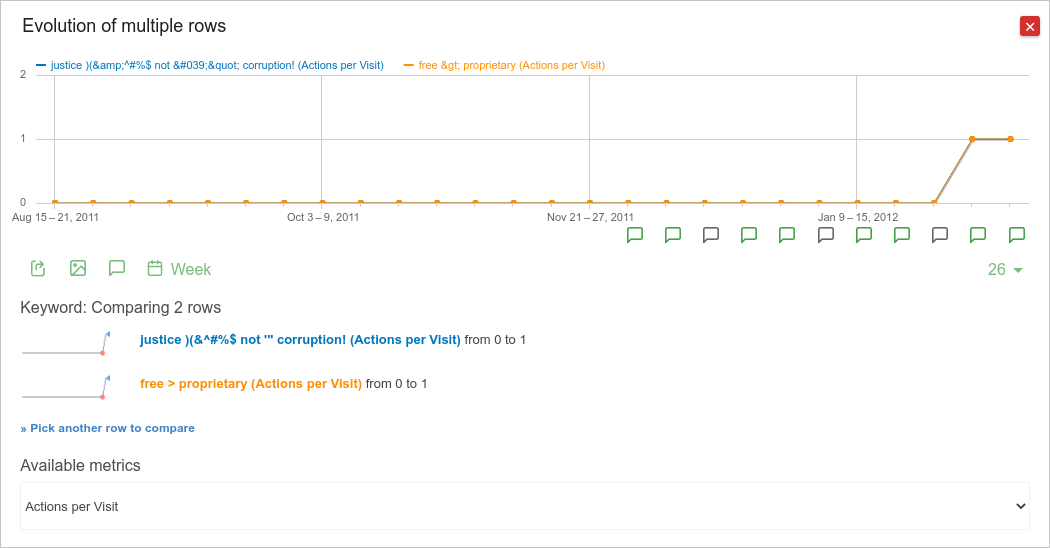 Evolution of multiple rows
justice )(&amp;^#%$ not &#039;&quot; corruption! (Actions per Visit) free &gt; proprietary (Actions per Visit)
2
1
0
Aug 15 – 21, 2011 Oct 3 – 9, 2011 Nov 21 – 27, 2011 Jan 9 – 15, 2012
Week 26
Keyword: Comparing 2 rows
justice )(&^#%$ not '" corruption! (Actions per Visit) from 0 to 1
free > proprietary (Actions per Visit) from 0 to 1
» Pick another row to compare
Available metrics
Actions per Visit